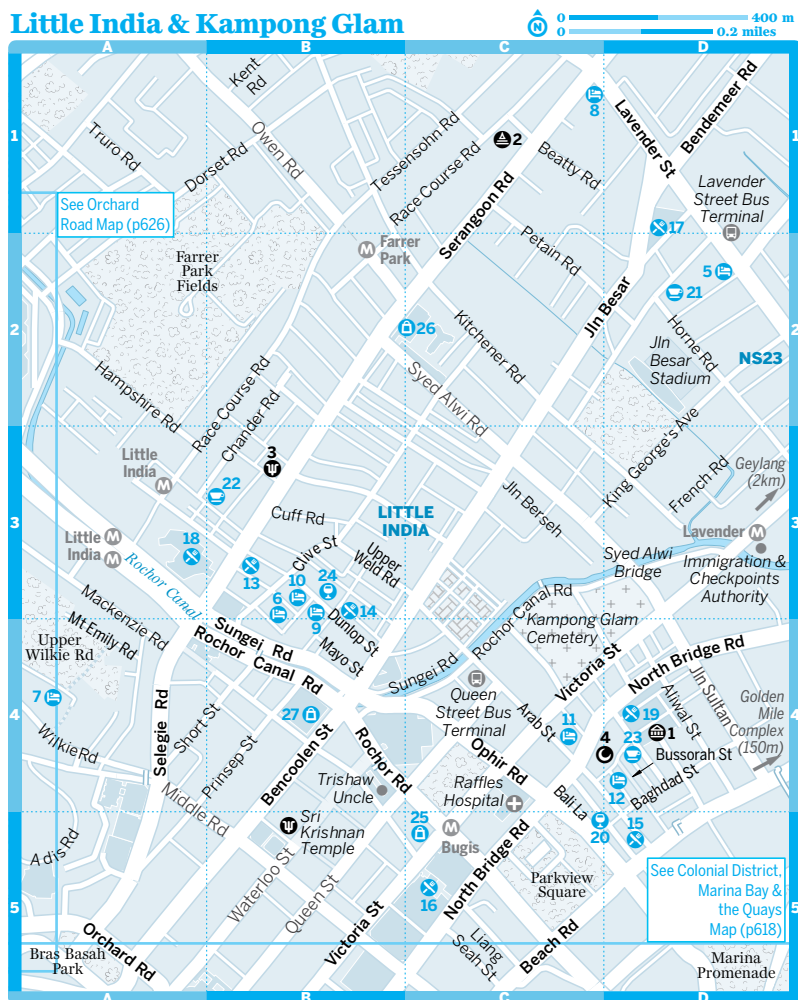 Little India & Kampong Glam
N
0 400 m
0 0.2 miles
A B C D
Kent
Rd
Truro Rd
Dorset Rd
Owen Rd
Tessensohn Rd
Race Course Rd
2
8
Beatty Rd
Lavender St
Bendemeer Rd
1
1
See Orchard
Road Map (p626)
Serangoon Rd
Lavender
Street Bus
Terminal
17
Farrer
Park
Fields
M Farrer
Park
Petain Rd
5
21
Jln Besar
26
Kitchener Rd
Horne Rd
Jln
Besar
Stadium
NS23
2
2
Hampshire Rd
Race Course Rd
Chander Rd
Syed Alwi Rd
King George's Ave
French Rd
Geylang
(2km)
Little
India
M
3
22
LITTLE
INDIA
Jln Berseh
3
3
Little
India
M
M
18
Cuff Rd
Clive St
Upper
Weld Rd
13
10
24
6
9
14
Dunlop St
Mayo St
Syed Alwi
Bridge
Lavender M
Immigration &
Checkpoints
Authority
Rochor Canal
Mackenzie Rd
Mt Emily Rd
Upper
Wilkie Rd
Sungei Rd
Rochor Canal Rd
Sungei Rd
Rochor Canal Rd
Kampong Glam
Cemetery
Victoria St
North Bridge Rd
7
4
4
Wilkie Rd
Selegie Rd
Short St
Prinsep St
27
Bencoolen St
Queen
Street Bus
Terminal
Arab St
11
19
Aliwal St
Jln Sultan
1
4
23
Bussorah St
12
Baghdad St
Golden
Mile
Complex
(150m)
Middle Rd
Trishaw
Uncle
Rochor Rd
Ophir Rd
Raffles
Hospital
Bali La
Sri
Krishnan
Temple
25
M
Bugis
20
15
Adis Rd
Waterloo St
Queen St
Victoria St
16
North Bridge Rd
Parkview
Square
See Colonial District,
Marina Bay &
the Quays
Map (p618)
5
5
Orchard Rd
Bras Basah
Park
Liang
Seah St
Beach Rd
Marina
Promenade
A B C D